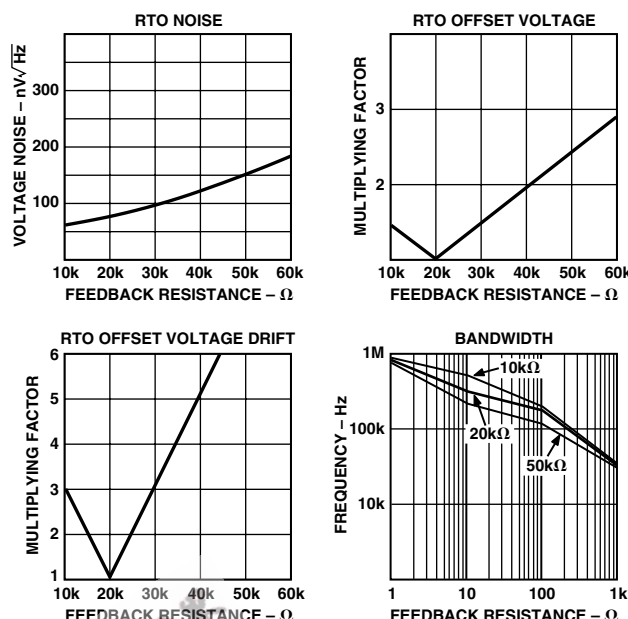 RTO NOISE
VOLTAGE NOISE – nV√Hz
300
200
100
10k 20k 30k 40k 50k 60k
FEEDBACK RESISTANCE – Ω
RTO OFFSET VOLTAGE
MULTIPLYING FACTOR
3
2
10k 20k 30k 40k 50k 60k
FEEDBACK RESISTANCE – Ω
RTO OFFSET VOLTAGE DRIFT
MULTIPLYING FACTOR
6
5
4
3
2
1
10k 20k 30k 40k 50k 60k
FEEDBACK RESISTANCE – Ω
BANDWIDTH
FREQUENCY – Hz
1M
100k
10k
10kΩ
20kΩ
50kΩ
1 10 100 1k
FEEDBACK RESISTANCE – Ω